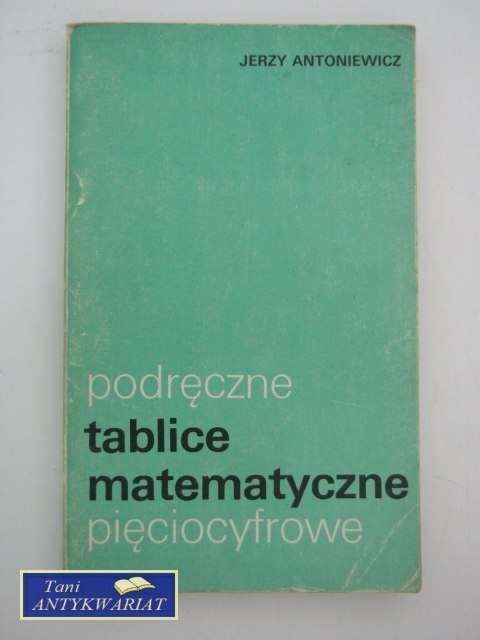 JERZY ANTONIEWICZ
podręczne
tablice
matematyczne
pięciocyfrowe
Tani
ANTYKWARIAT